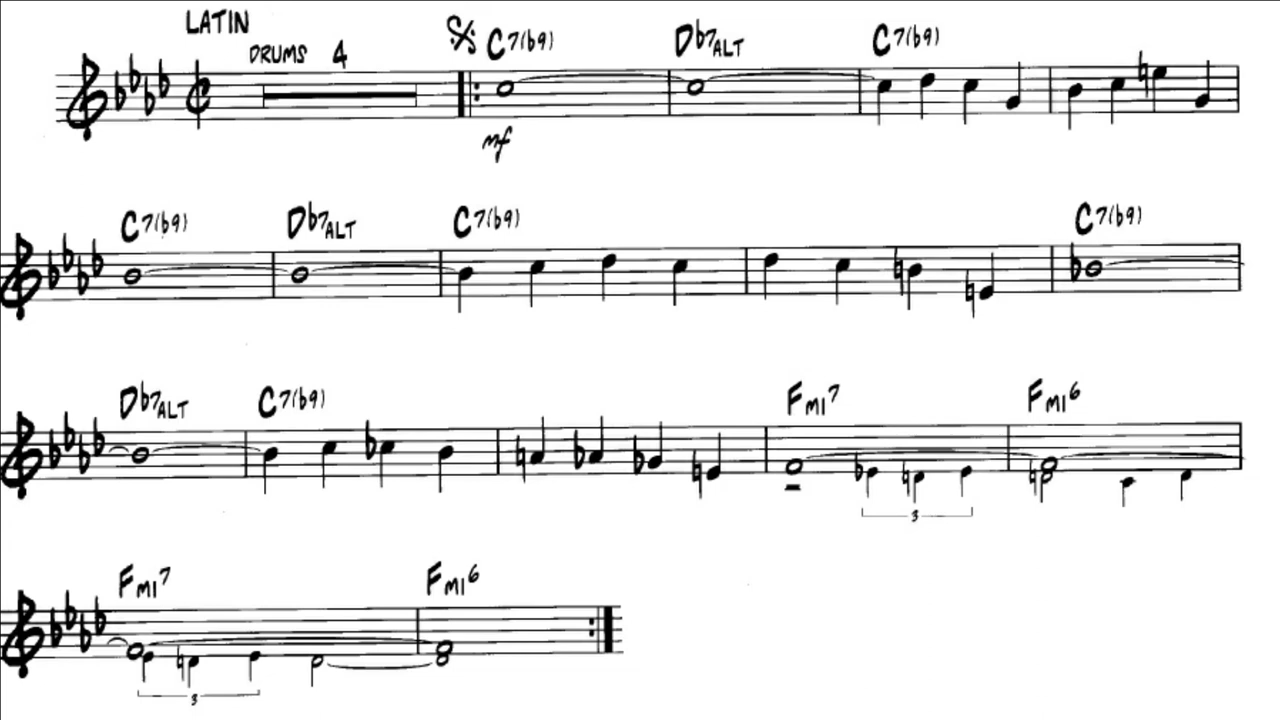 LATIN
DRUMS 4
C7(b9) Db7ALT C7(b9)
mf
C7(b9) Db7ALT C7(b9) C7(b9)
Db7ALT C7(b9) FMI7 FMI6
3
FMI7 FMI6
3